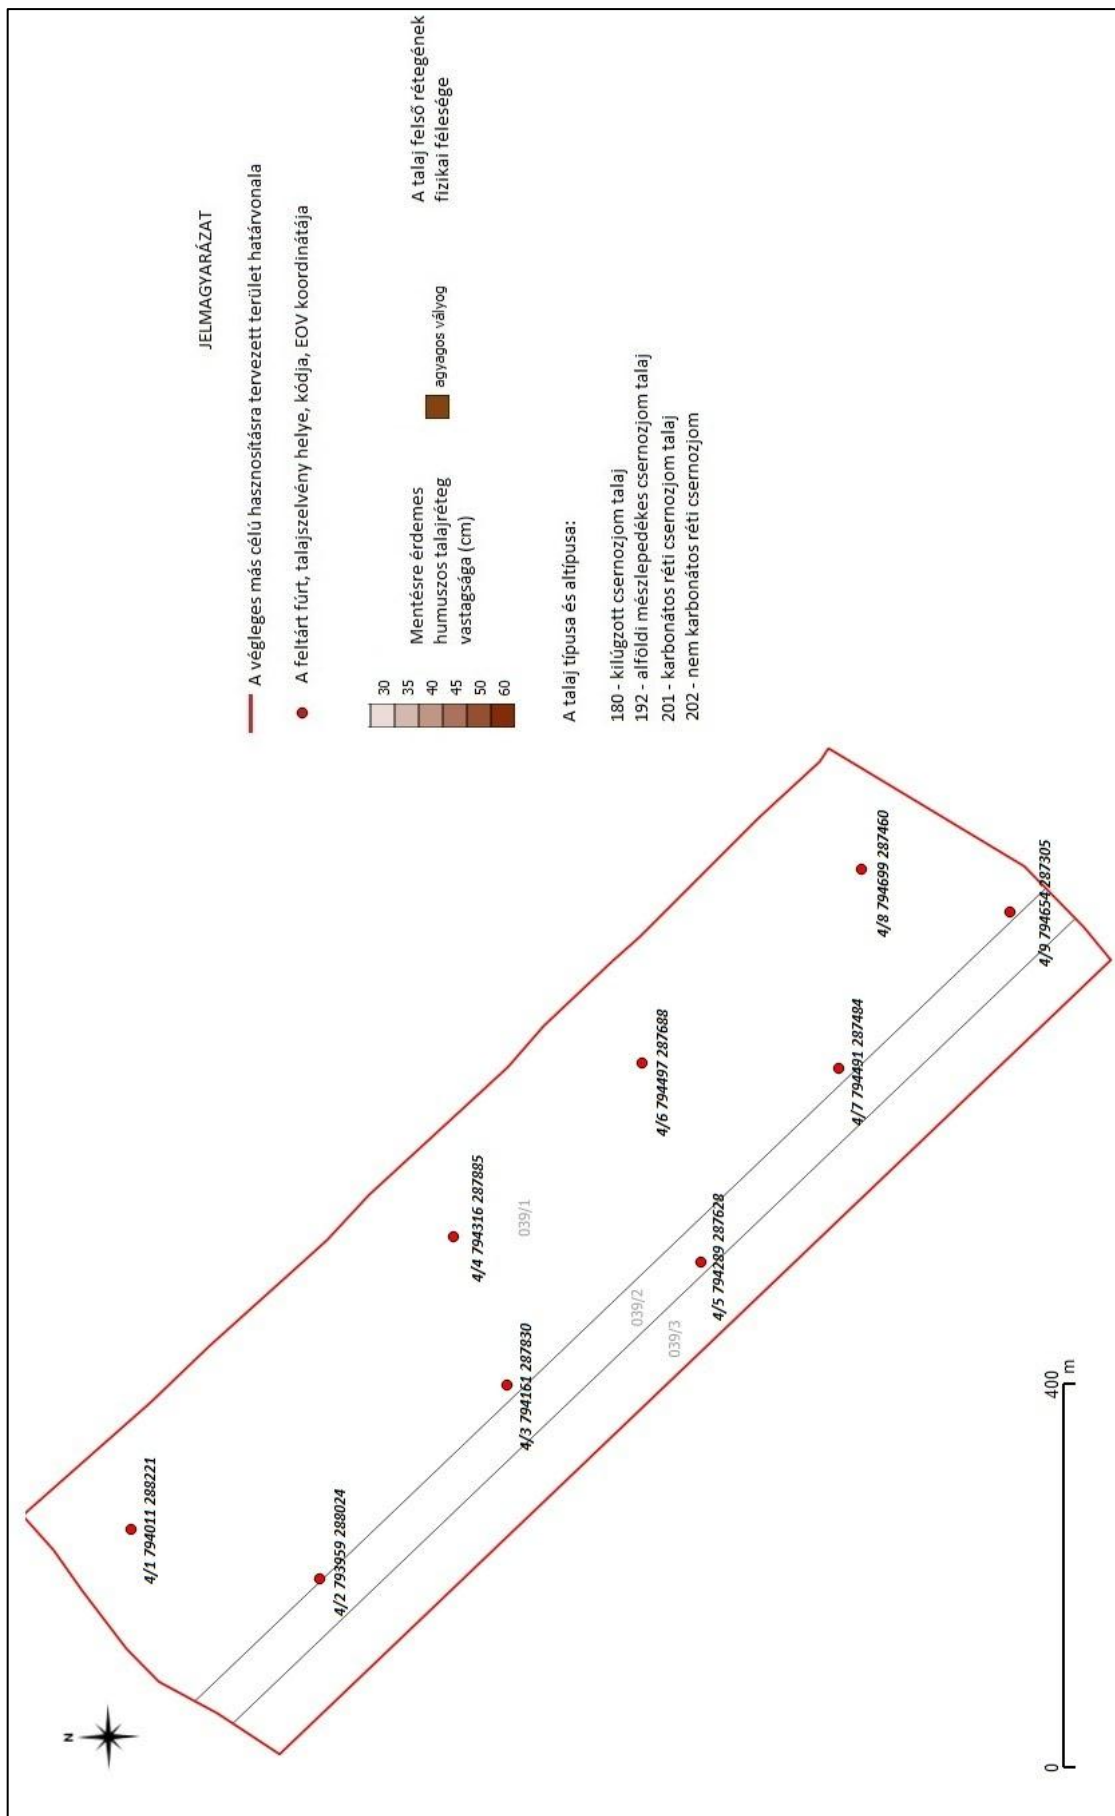 JELMAGYARÁZAT
A végleges más célú hasznosításra tervezett terület határvonala
A feltárt fúrt, talajszelvény helye, kódja, EOV koordinátája
30
35
40
45
50
60
Mentésre érdemes
humuszos talajréteg
vastagsága (cm)
agyagos vályog
A talaj felső rétegének
fizikai félesége
A talaj típusa és altípusa:
180 - kilúgzott csernozjom talaj
192 - alföldi mészlepedékes csernozjom talaj
201 - karbonátos réti csernozjom talaj
202 - nem karbonátos réti csernozjom
N
4/1 794011 288221
4/2 793959 288024
4/3 794161 287830
4/4 794316 287885
039/1
039/2
039/3
4/5 794289 287628
4/6 794497 287688
4/7 794491 287484
4/8 794699 287460
4/9 794654 287305
0
400
m